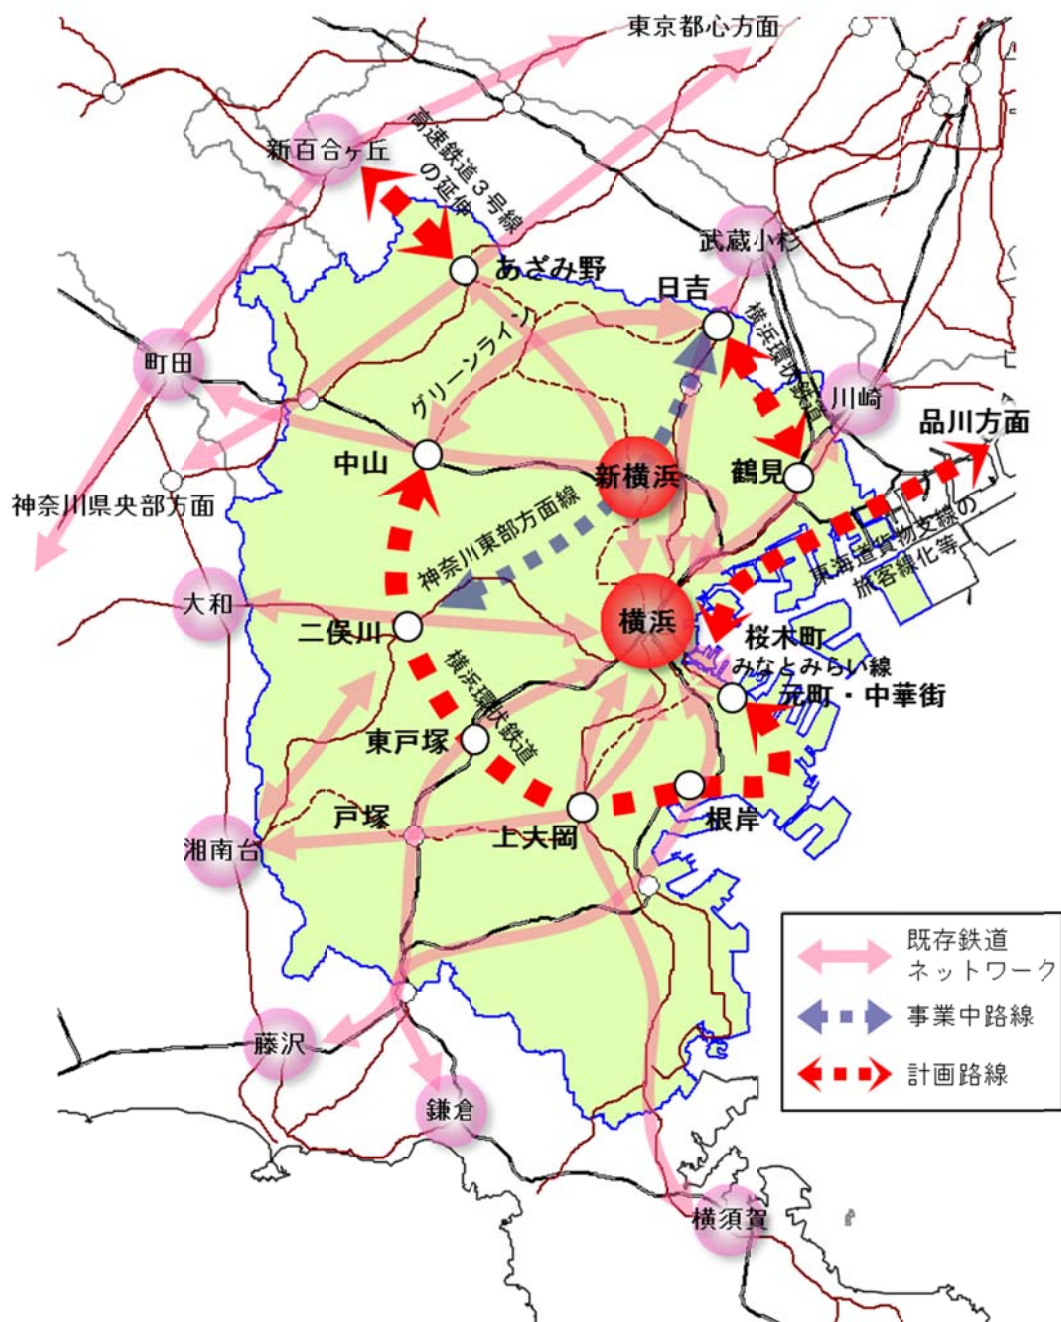 東京都心方面
新百合ヶ丘
高速鉄道3号線
の延伸
武蔵小杉
あざみ野
日吉
横浜環状鉄道
町田
グリーンライン
川崎
品川方面
中山
新横浜
鶴見
神奈川県央部方面
神奈川東部方面線
東海道貨物支線の
旅客線化等
大和
二俣川
横浜
桜木町
みなとみらい線
元町・中華街
横浜環状鉄道
東戸塚
戸塚
上大岡
根岸
湘南台
既存鉄道
ネットワーク
事業中路線
計画路線
藤沢
鎌倉
横須賀